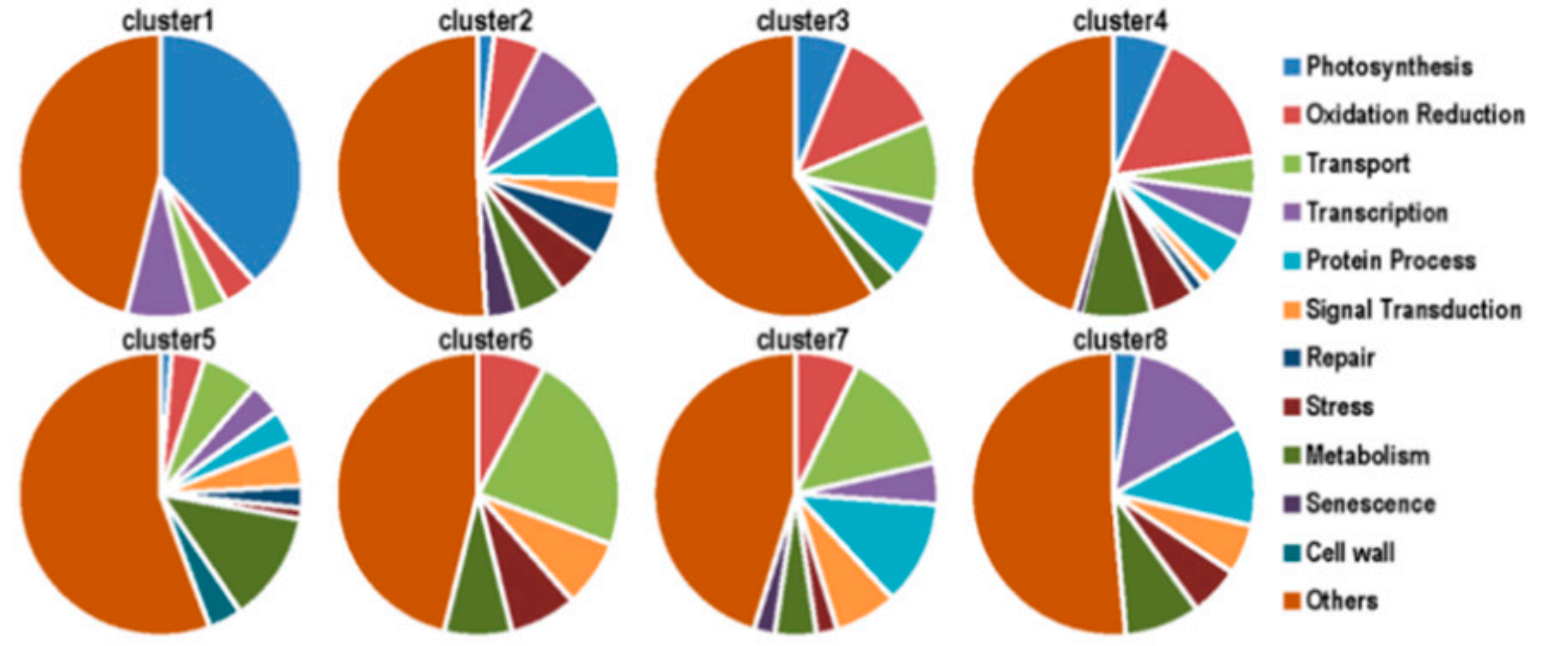 cluster1 cluster2 cluster3 cluster4
Photosynthesis
Oxidation Reduction
Transport
Transcription
Protein Process
Signal Transduction
cluster5 cluster6 cluster7 cluster8
Repair
Stress
Metabolism
Senescence
Cell wall
Others